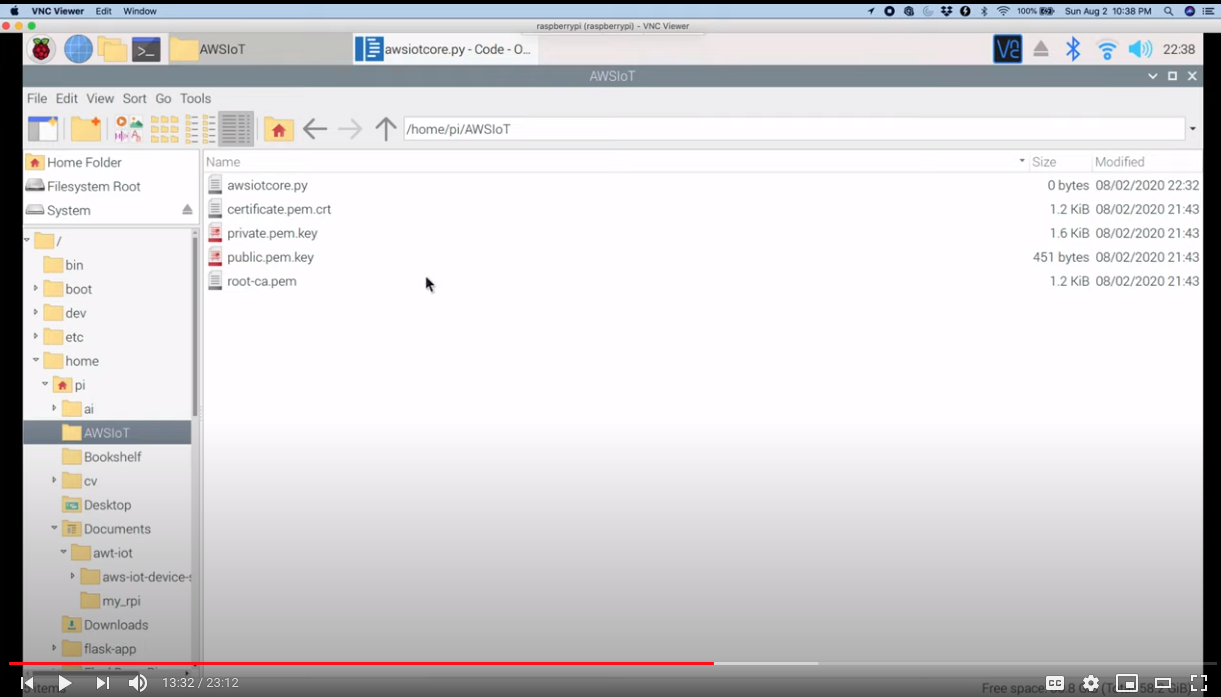 VNC Viewer Edit Window 100% Sun Aug 2 10:38 PM
raspberrypi (raspberrypi) - VNC Viewer
>_ AWSIoT awsiotcore.py - Code - O... 22:38
AWSIoT
File Edit View Sort Go Tools
/home/pi/AWSIoT
Home Folder
Filesystem Root
System
Name Size Modified
awsiotcore.py 0 bytes 08/02/2020 22:32
certificate.pem.crt 1.2 KiB 08/02/2020 21:43
private.pem.key 1.6 KiB 08/02/2020 21:43
public.pem.key 451 bytes 08/02/2020 21:43
root-ca.pem 1.2 KiB 08/02/2020 21:43
/
bin
boot
dev
etc
home
pi
ai
AWSIoT
Bookshelf
cv
Desktop
Documents
awt-iot
aws-iot-device-s
my_rpi
Downloads
flask-app
13:32 / 23:12
CC
Free space: